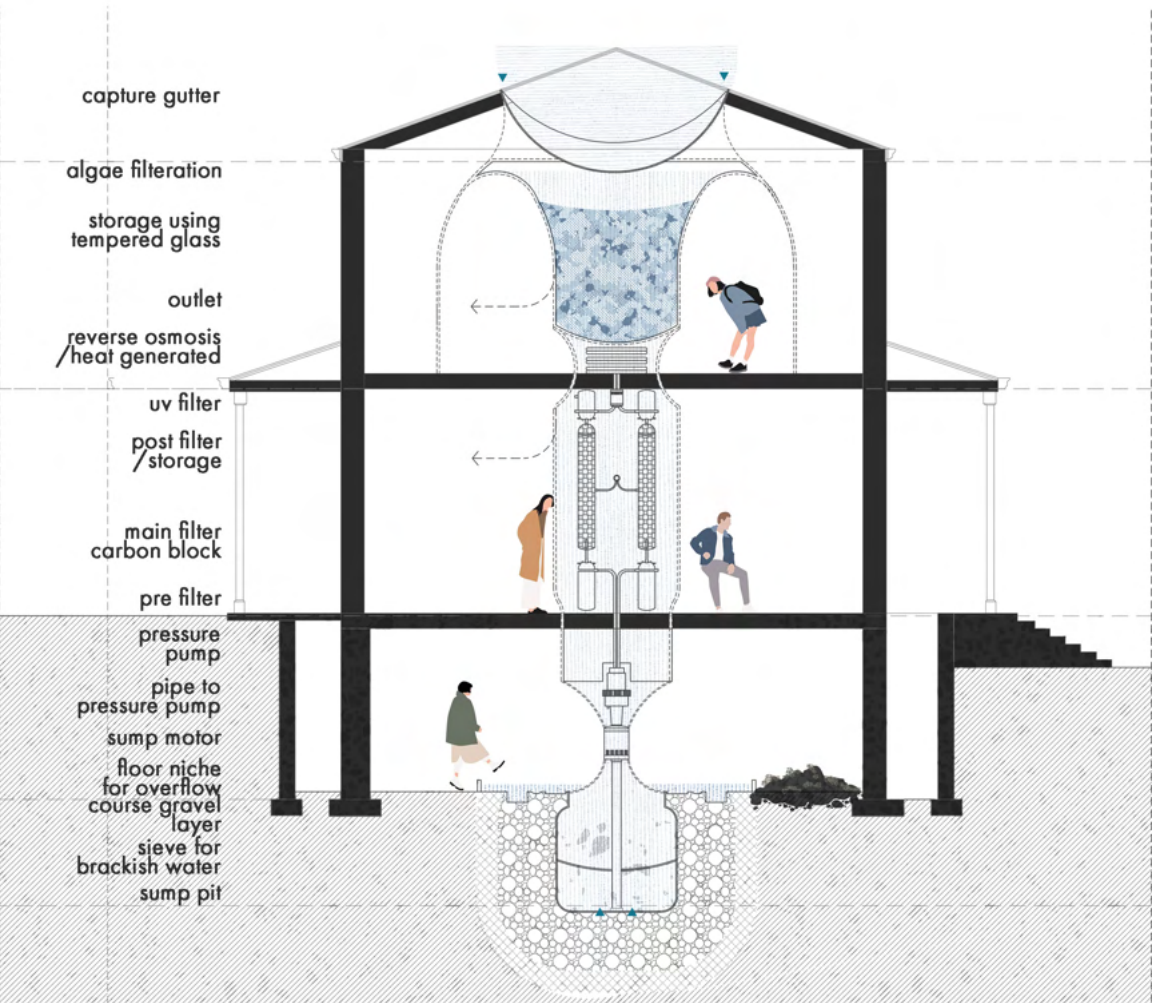 capture gutter
algae filteration
storage using
tempered glass
outlet
reverse osmosis
/heat generated
uv filter
post filter
/storage
main filter
carbon block
pre filter
pressure
pump
pipe to
pressure pump
sump motor
floor niche
for overflow
course gravel
layer
sieve for
brackish water
sump pit